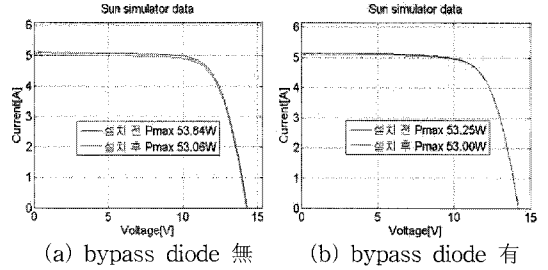 Sun simulator data
Current[A]
6
5
4
3
2
1
0
설치 전 Pmax 53.84W
설치 후 Pmax 53.06W
0
5
10
15
Voltage[V]
(a) bypass diode 無
Sun simulator data
Current[A]
6
5
4
3
2
1
0
설치 전 Pmax 53.25W
설치 후 Pmax 53.00W
0
5
10
15
Voltage[V]
(b) bypass diode 有